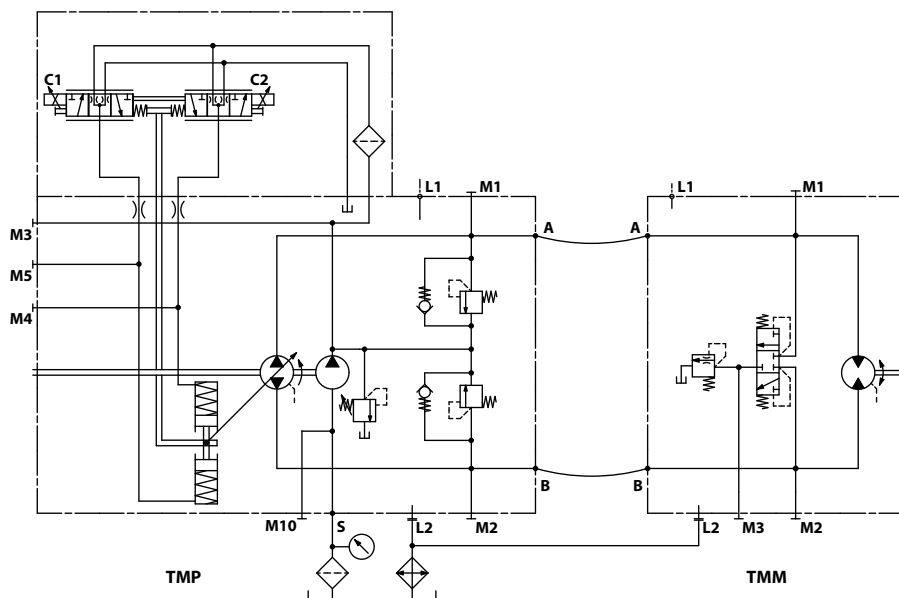 C1 C2
L1 M1 L1 M1
M3
A A
M5
M4
B B
M10 S L2 M2 L2 M3 M2
TMP TMM